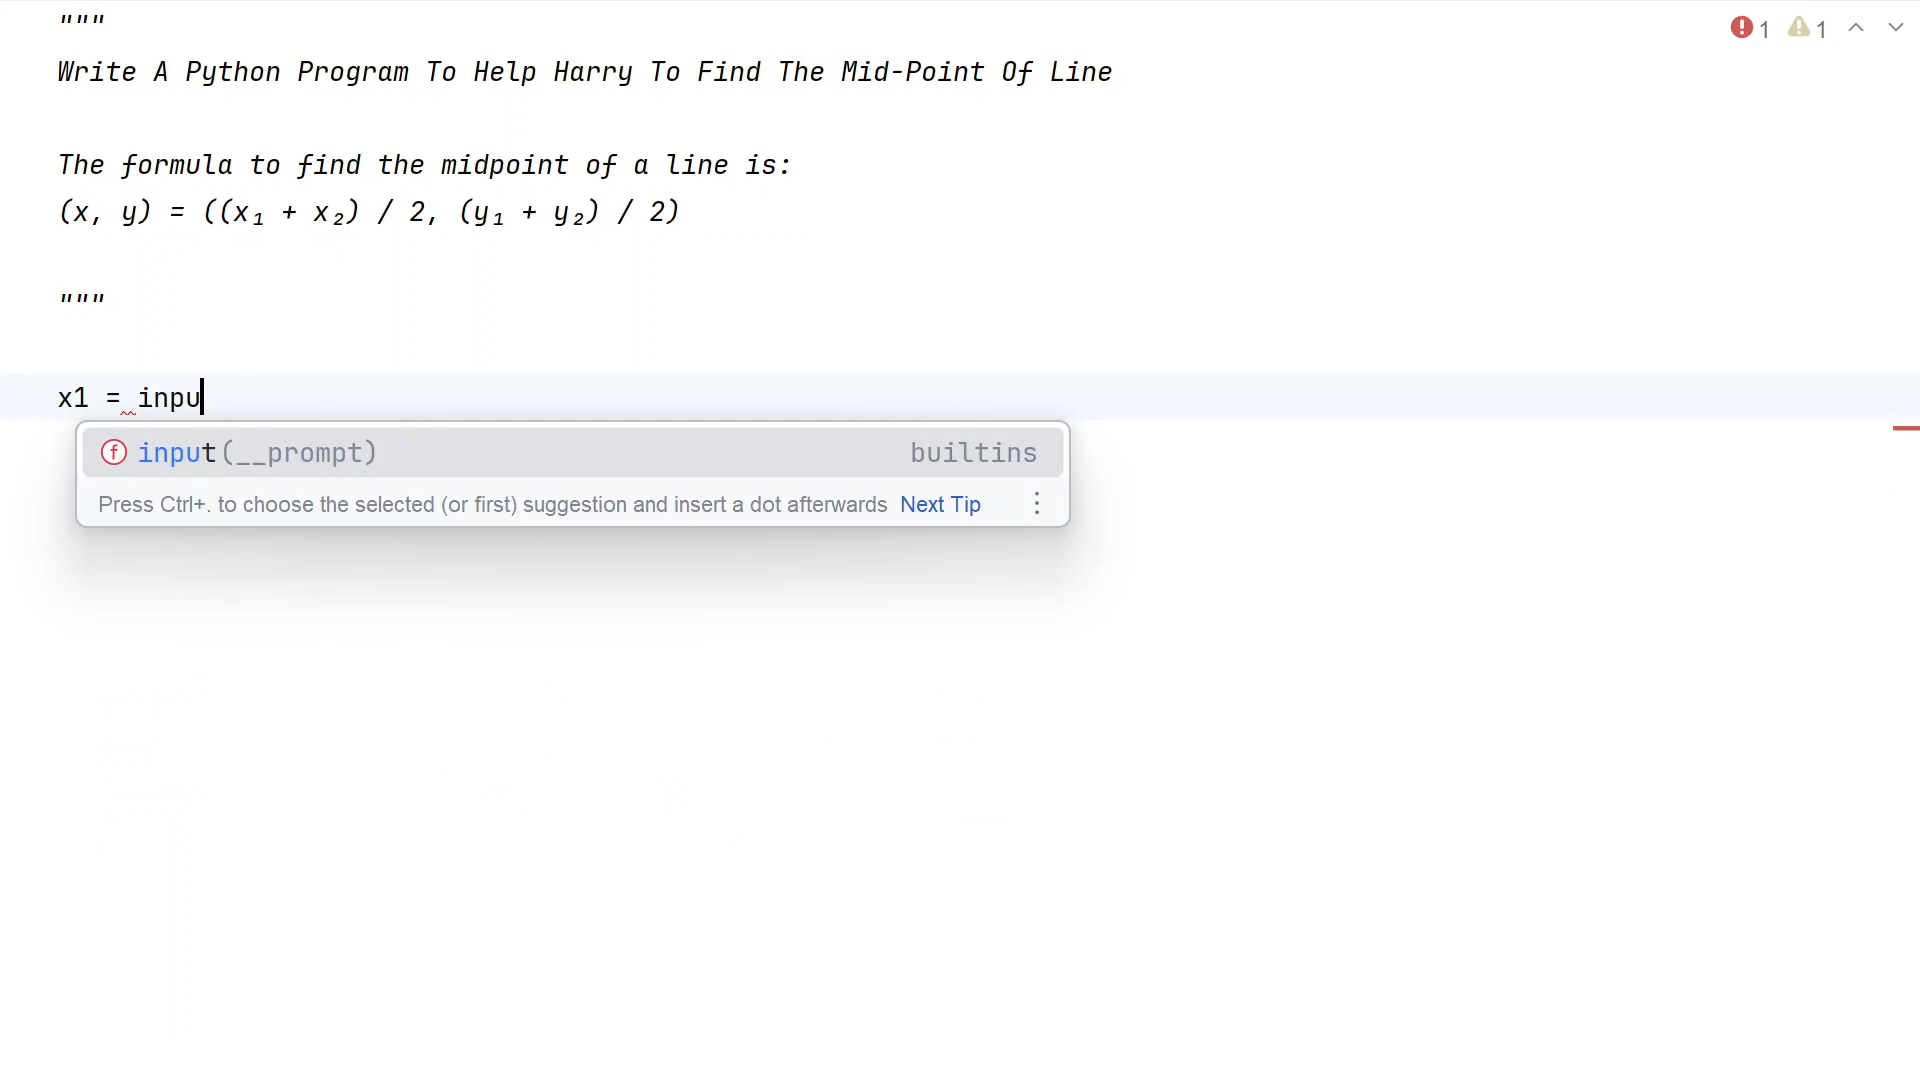 """
1 1
Write A Python Program To Help Harry To Find The Mid-Point Of Line
The formula to find the midpoint of a line is:
(x, y) = ((x₁ + x₂) / 2, (y₁ + y₂) / 2)
"""
x1 = inpu
input(__prompt) builtins
Press Ctrl+. to choose the selected (or first) suggestion and insert a dot afterwards Next Tip